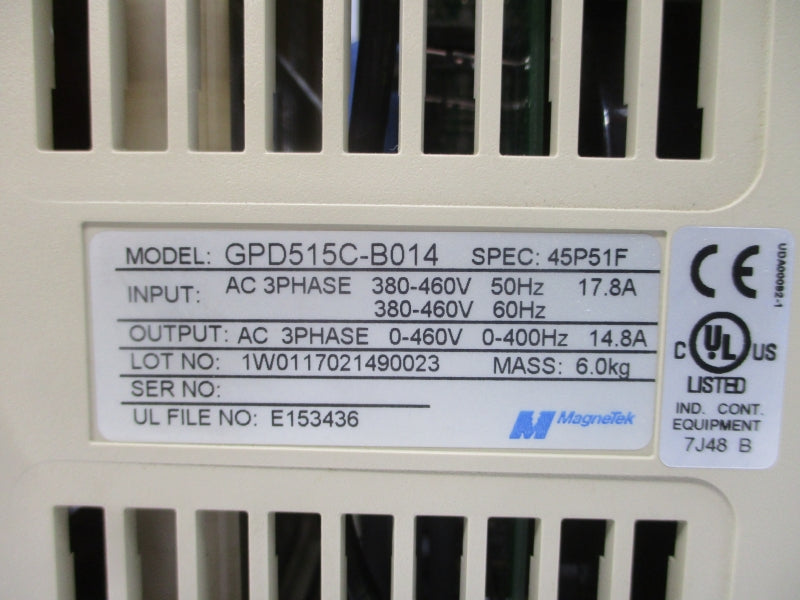 MODEL: GPD515C-B014 SPEC: 45P51F
INPUT: AC 3PHASE 380-460V 50Hz 17.8A
380-460V 60Hz
OUTPUT: AC 3PHASE 0-460V 0-400Hz 14.8A
LOT NO: 1W0117021490023 MASS: 6.0kg
SER NO:
UL FILE NO: E153436
MagneTek
CE
UDA00092-1
C UL US
LISTED
IND. CONT.
EQUIPMENT
7J48 B